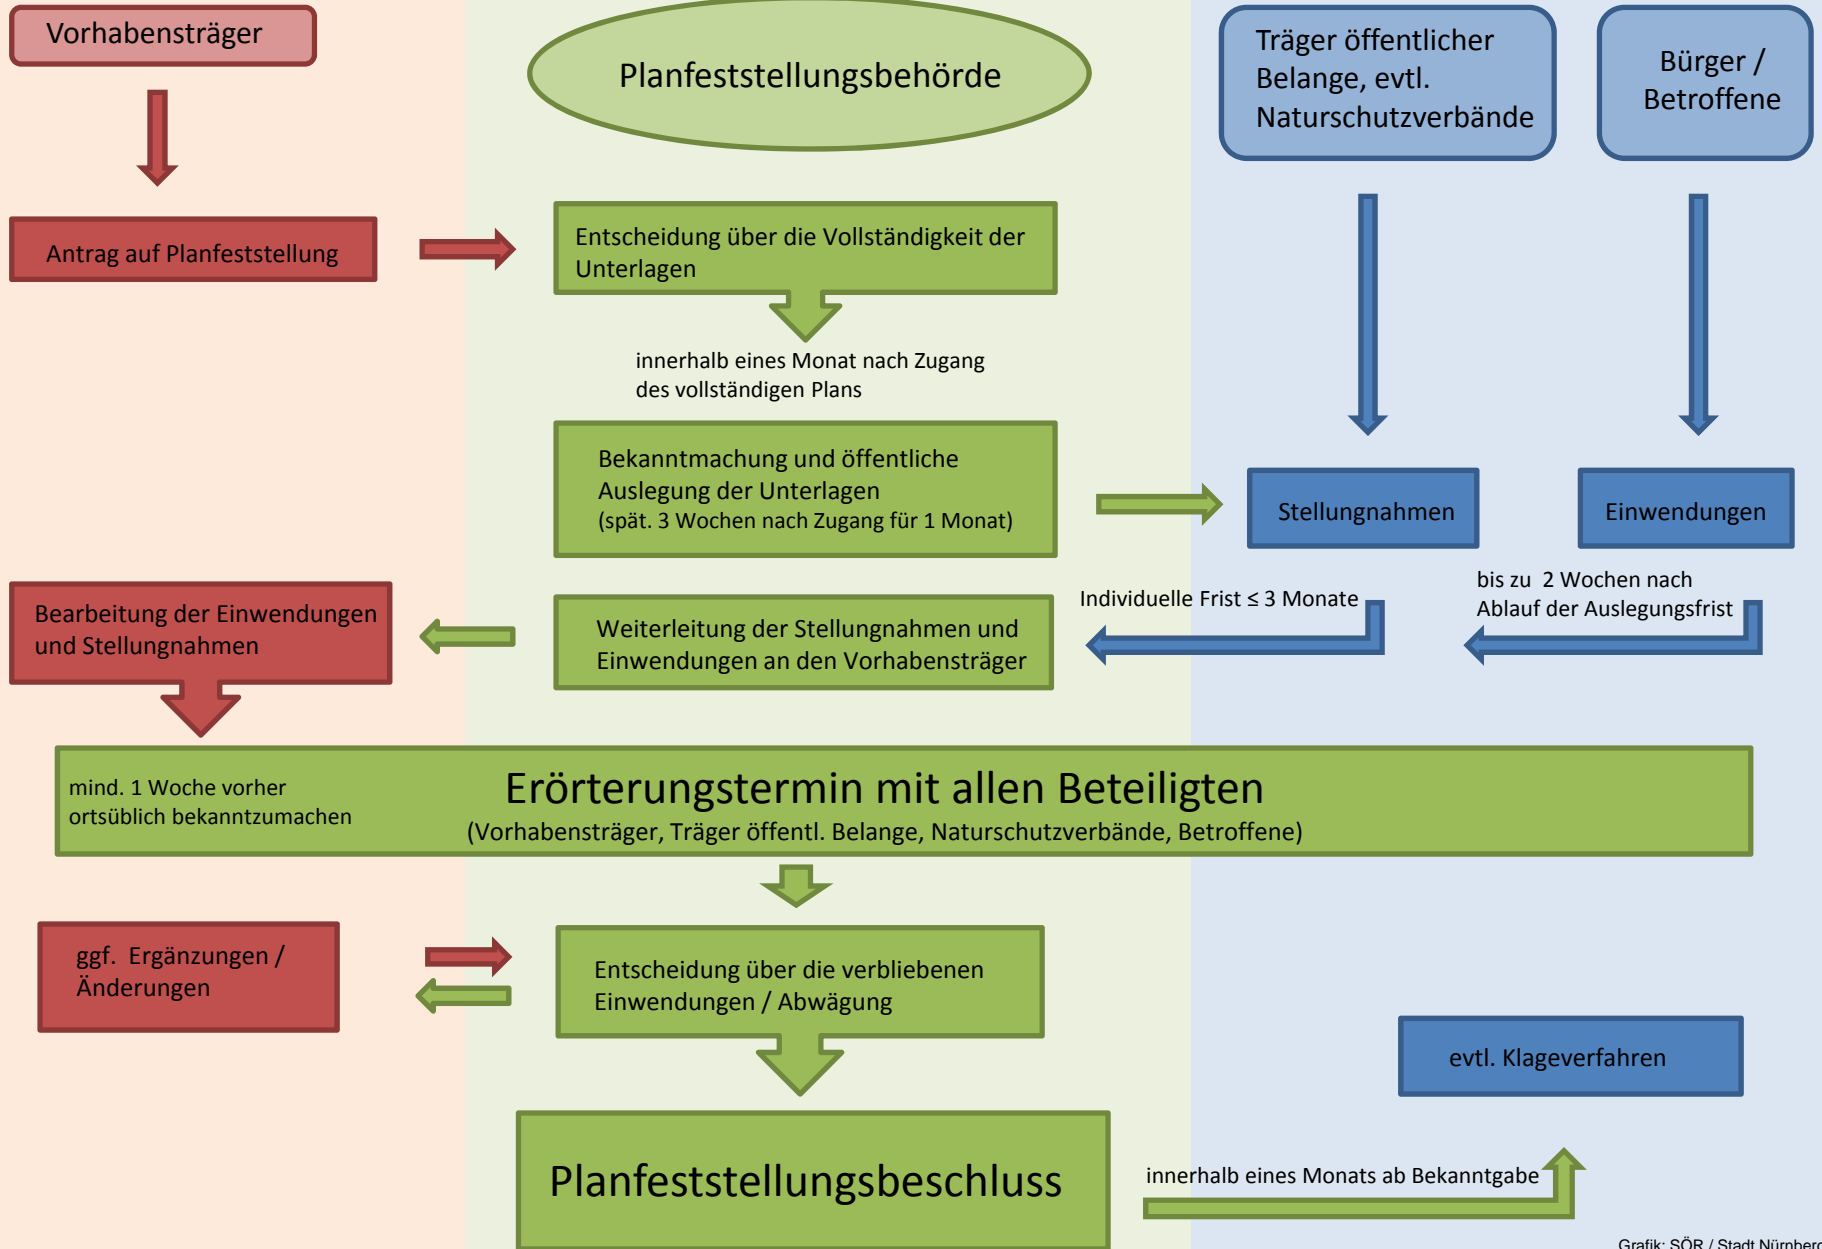 Vorhabensträger
Planfeststellungsbehörde
Träger öffentlicher
Belange, evtl.
Naturschutzverbände
Bürger /
Betroffene
Antrag auf Planfeststellung
Entscheidung über die Vollständigkeit der
Unterlagen
innerhalb eines Monat nach Zugang
des vollständigen Plans
Bekanntmachung und öffentliche
Auslegung der Unterlagen
(spät. 3 Wochen nach Zugang für 1 Monat)
Stellungnahmen
Einwendungen
Individuelle Frist ≤ 3 Monate
bis zu 2 Wochen nach
Ablauf der Auslegungsfrist
Weiterleitung der Stellungnahmen und
Einwendungen an den Vorhabensträger
Bearbeitung der Einwendungen
und Stellungnahmen
mind. 1 Woche vorher
ortsüblich bekanntzumachen
Erörterungstermin mit allen Beteiligten
(Vorhabensträger, Träger öffentl. Belange, Naturschutzverbände, Betroffene)
ggf. Ergänzungen /
Änderungen
Entscheidung über die verbliebenen
Einwendungen / Abwägung
evtl. Klageverfahren
Planfeststellungsbeschluss
innerhalb eines Monats ab Bekanntgabe
Grafik: SÖR / Stadt Nürnberg